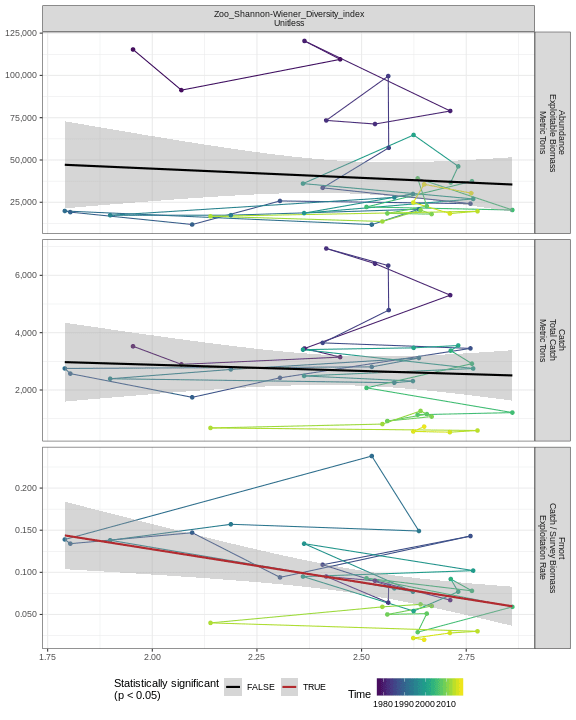 Zoo_Shannon-Wiener_Diversity_index
Unitless
125,000
100,000
75,000
50,000
25,000
Abundance
Exploitable Biomass
Metric Tons
6,000
4,000
2,000
Catch
Total Catch
Metric Tons
0.200
0.150
0.100
0.050
Fmort
Catch / Survey Biomass
Exploitation Rate
1.75
2.00
2.25
2.50
2.75
Statistically significant
(p < 0.05)
FALSE
TRUE
Time
1980 1990 2000 2010